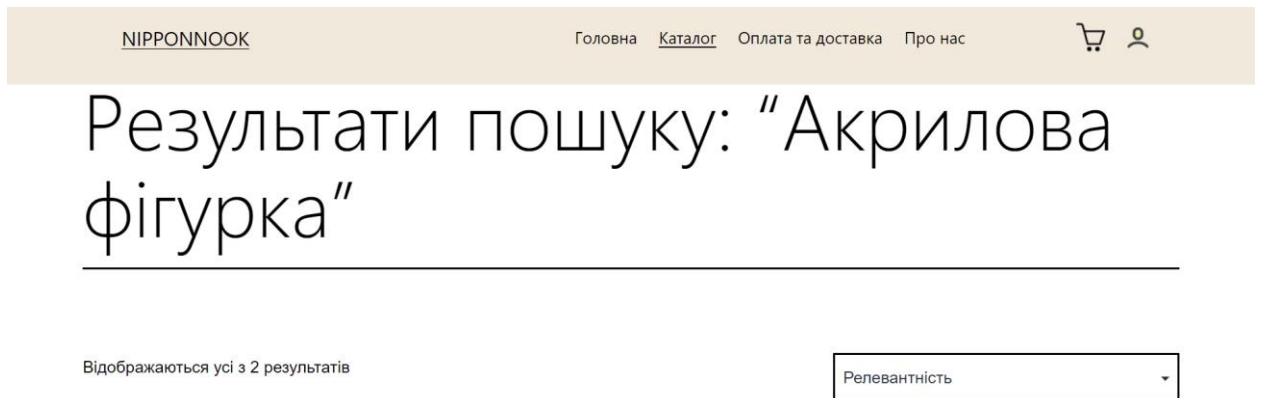 NIPPONNOOK Головна Каталог Оплата та доставка Про нас
Результати пошуку: “Акрилова
фігурка”
Відображаються усі з 2 результатів
Релевантність